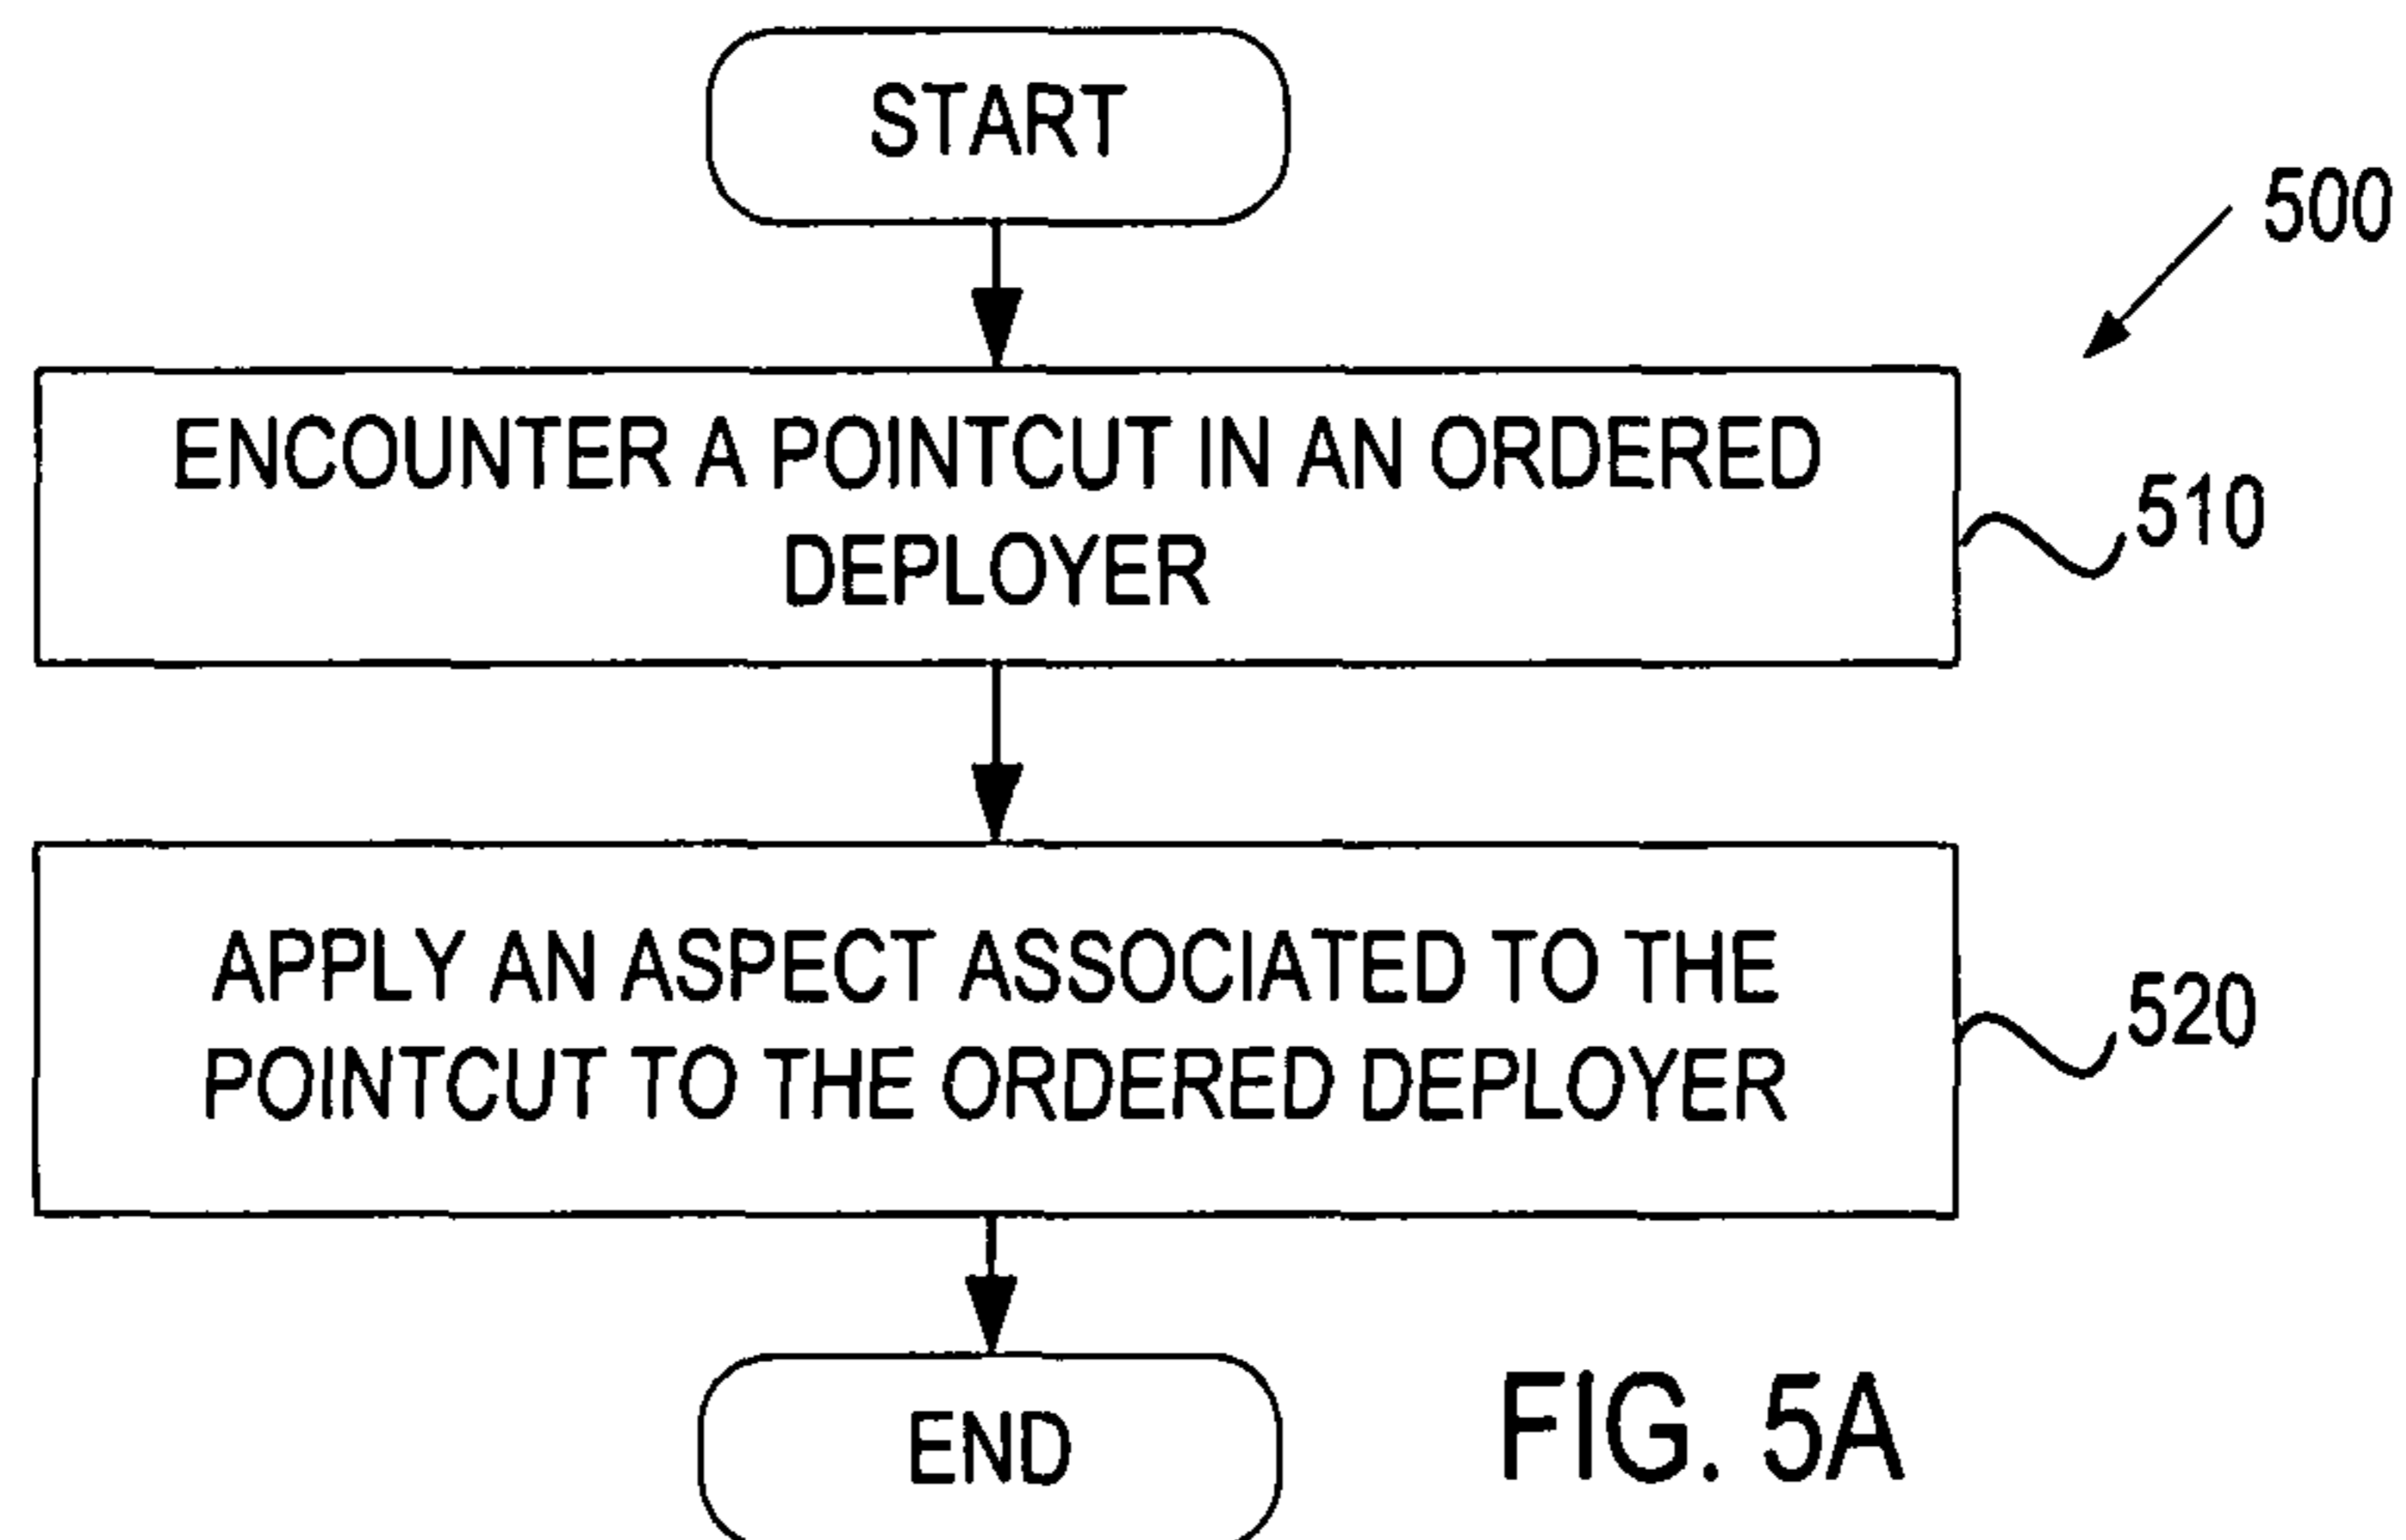 START
500
ENCOUNTER A POINTCUT IN AN ORDERED
DEPLOYER
510
APPLY AN ASPECT ASSOCIATED TO THE
POINTCUT TO THE ORDERED DEPLOYER
520
END
FIG. 5A